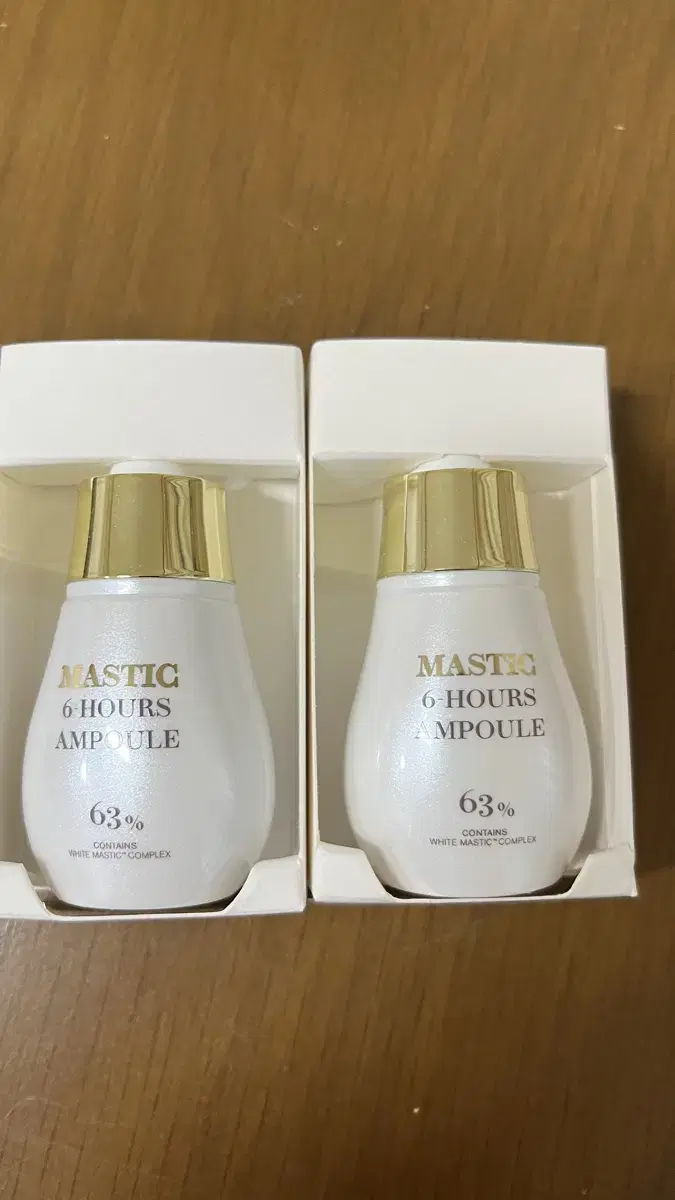 MASTIC
6-HOURS
AMPOULE
63%
CONTAINS
WHITE MASTIC™ COMPLEX
MASTIC
6-HOURS
AMPOULE
63%
CONTAINS
WHITE MASTIC™ COMPLEX